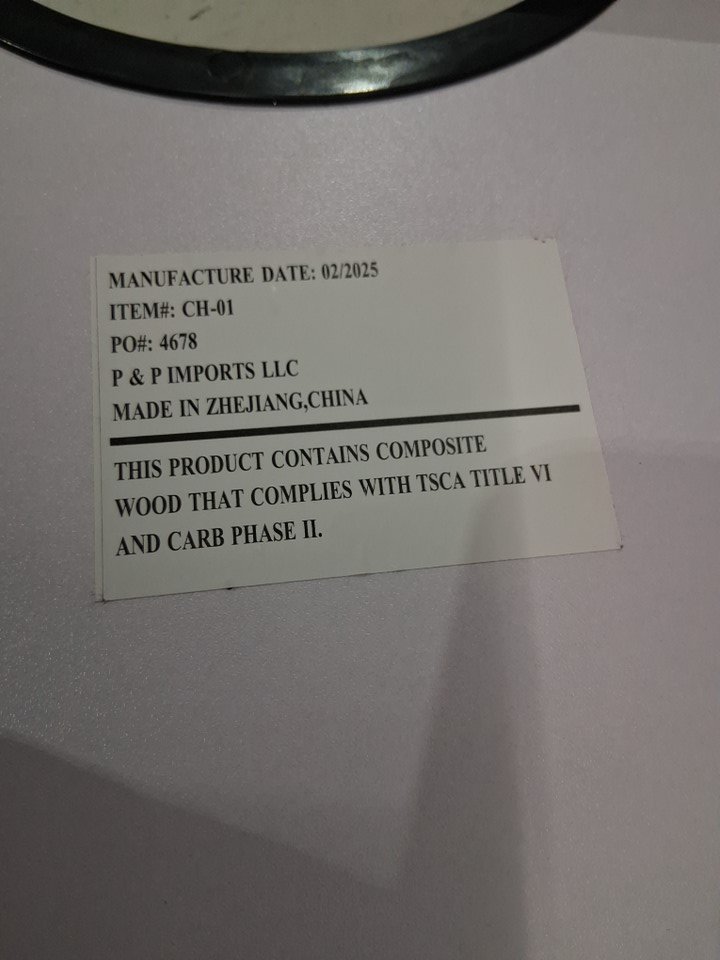 MANUFACTURE DATE: 02/2025
ITEM#: CH-01
PO#: 4678
P & P IMPORTS LLC
MADE IN ZHEJIANG,CHINA
THIS PRODUCT CONTAINS COMPOSITE
WOOD THAT COMPLIES WITH TSCA TITLE VI
AND CARB PHASE II.